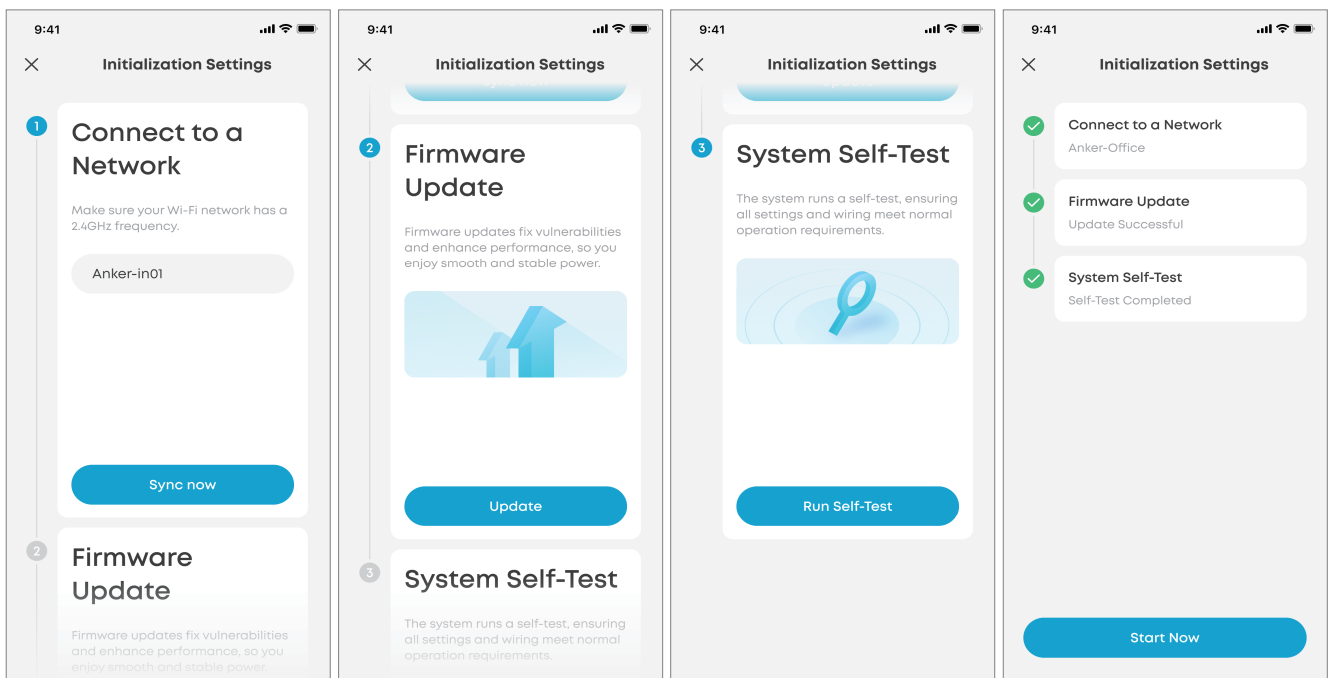 9:41
Initialization Settings
1
Connect to a
Network
Make sure your Wi-Fi network has a
2.4GHz frequency.
Anker-in01
Sync now
2
Firmware
Update
Firmware updates fix vulnerabilities
and enhance performance, so you
enjoy smooth and stable power.
9:41
Initialization Settings
2
Firmware
Update
Firmware updates fix vulnerabilities
and enhance performance, so you
enjoy smooth and stable power.
Update
3
System Self-Test
The system runs a self-test, ensuring
all settings and wiring meet normal
operation requirements.
9:41
Initialization Settings
3
System Self-Test
The system runs a self-test, ensuring
all settings and wiring meet normal
operation requirements.
Run Self-Test
9:41
Initialization Settings
Connect to a Network
Anker-Office
Firmware Update
Update Successful
System Self-Test
Self-Test Completed
Start Now